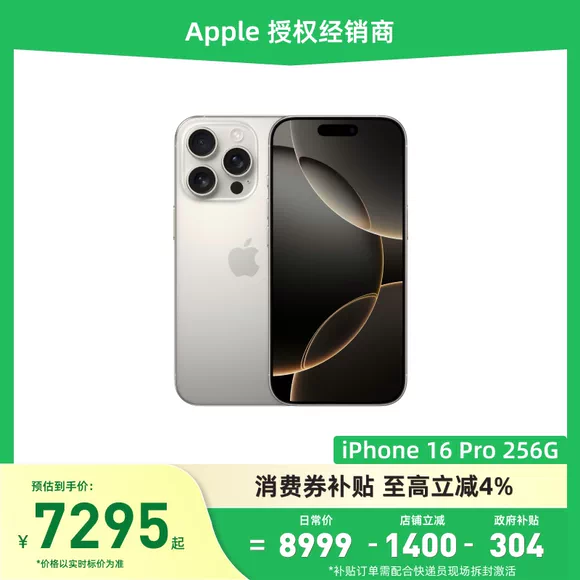 Apple 授权经销商
iPhone 16 Pro 256G
预估到手价：
¥7295起
*价格以实时标价为准
消费券补贴 至高立减4%
日常价 店铺立减 政府补贴
= 8999 - 1400 - 304
*补贴订单需配合快递员现场拆封激活